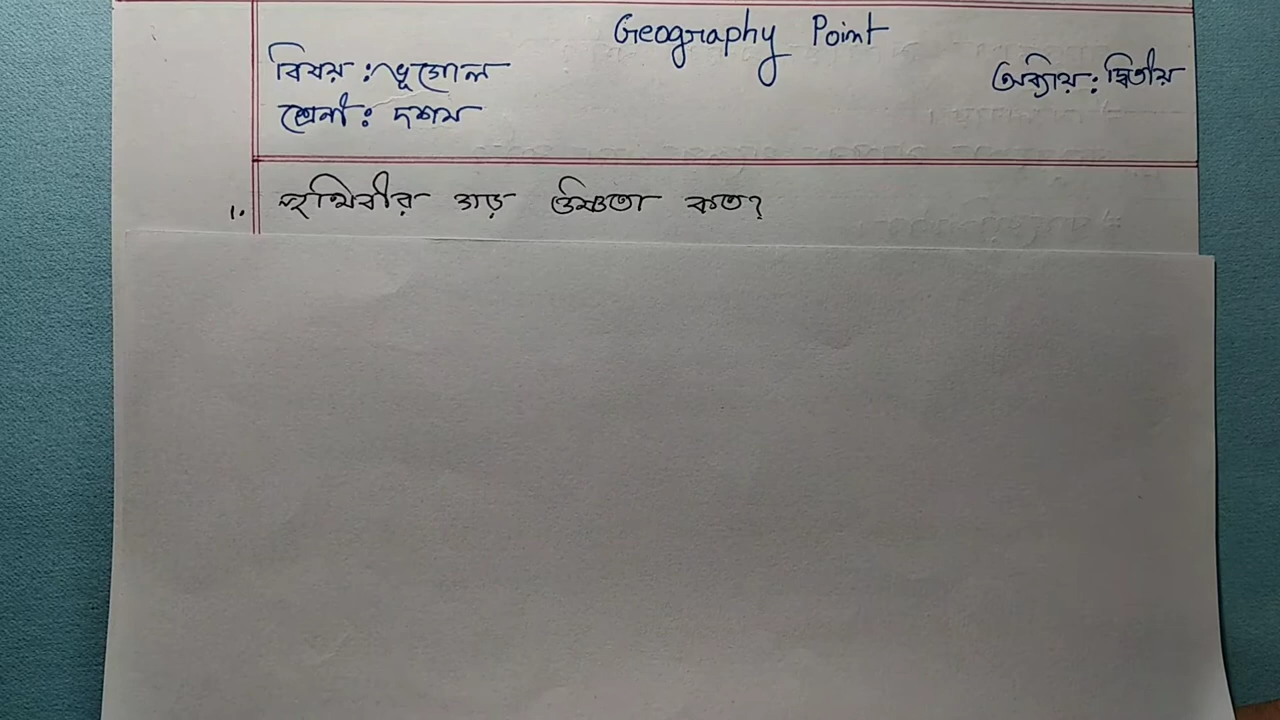 Geography Point
বিষয় : ভূগোল
অধ্যায় : দ্বিতীয়
শ্রেনী : দশম
1. পৃথিবীর গড় উষ্ণতা কত?